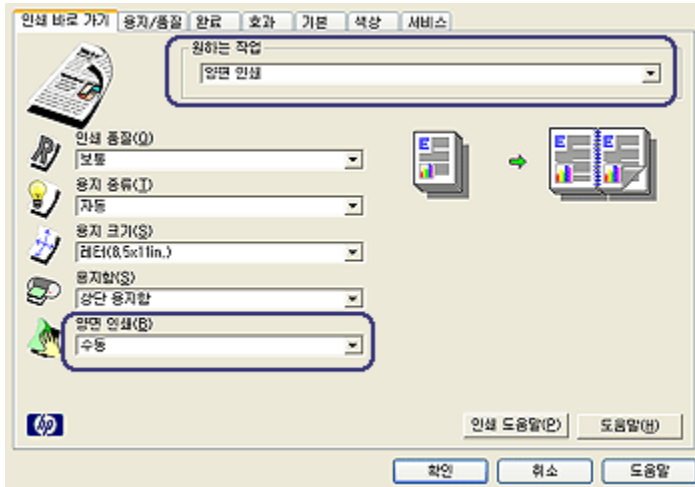 인쇄 바로 가기 용지/품질 완료 효과 기본 색상 서비스
원하는 작업
양면 인쇄
인쇄 품질(Q)
보통
용지 종류(T)
자동
용지 크기(S)
레터(8,5x11in,)
용지함(S)
상단 용지함
양면 인쇄(B)
수동
hp
인쇄 도움말(P) 도움말(H)
확인 취소 도움말